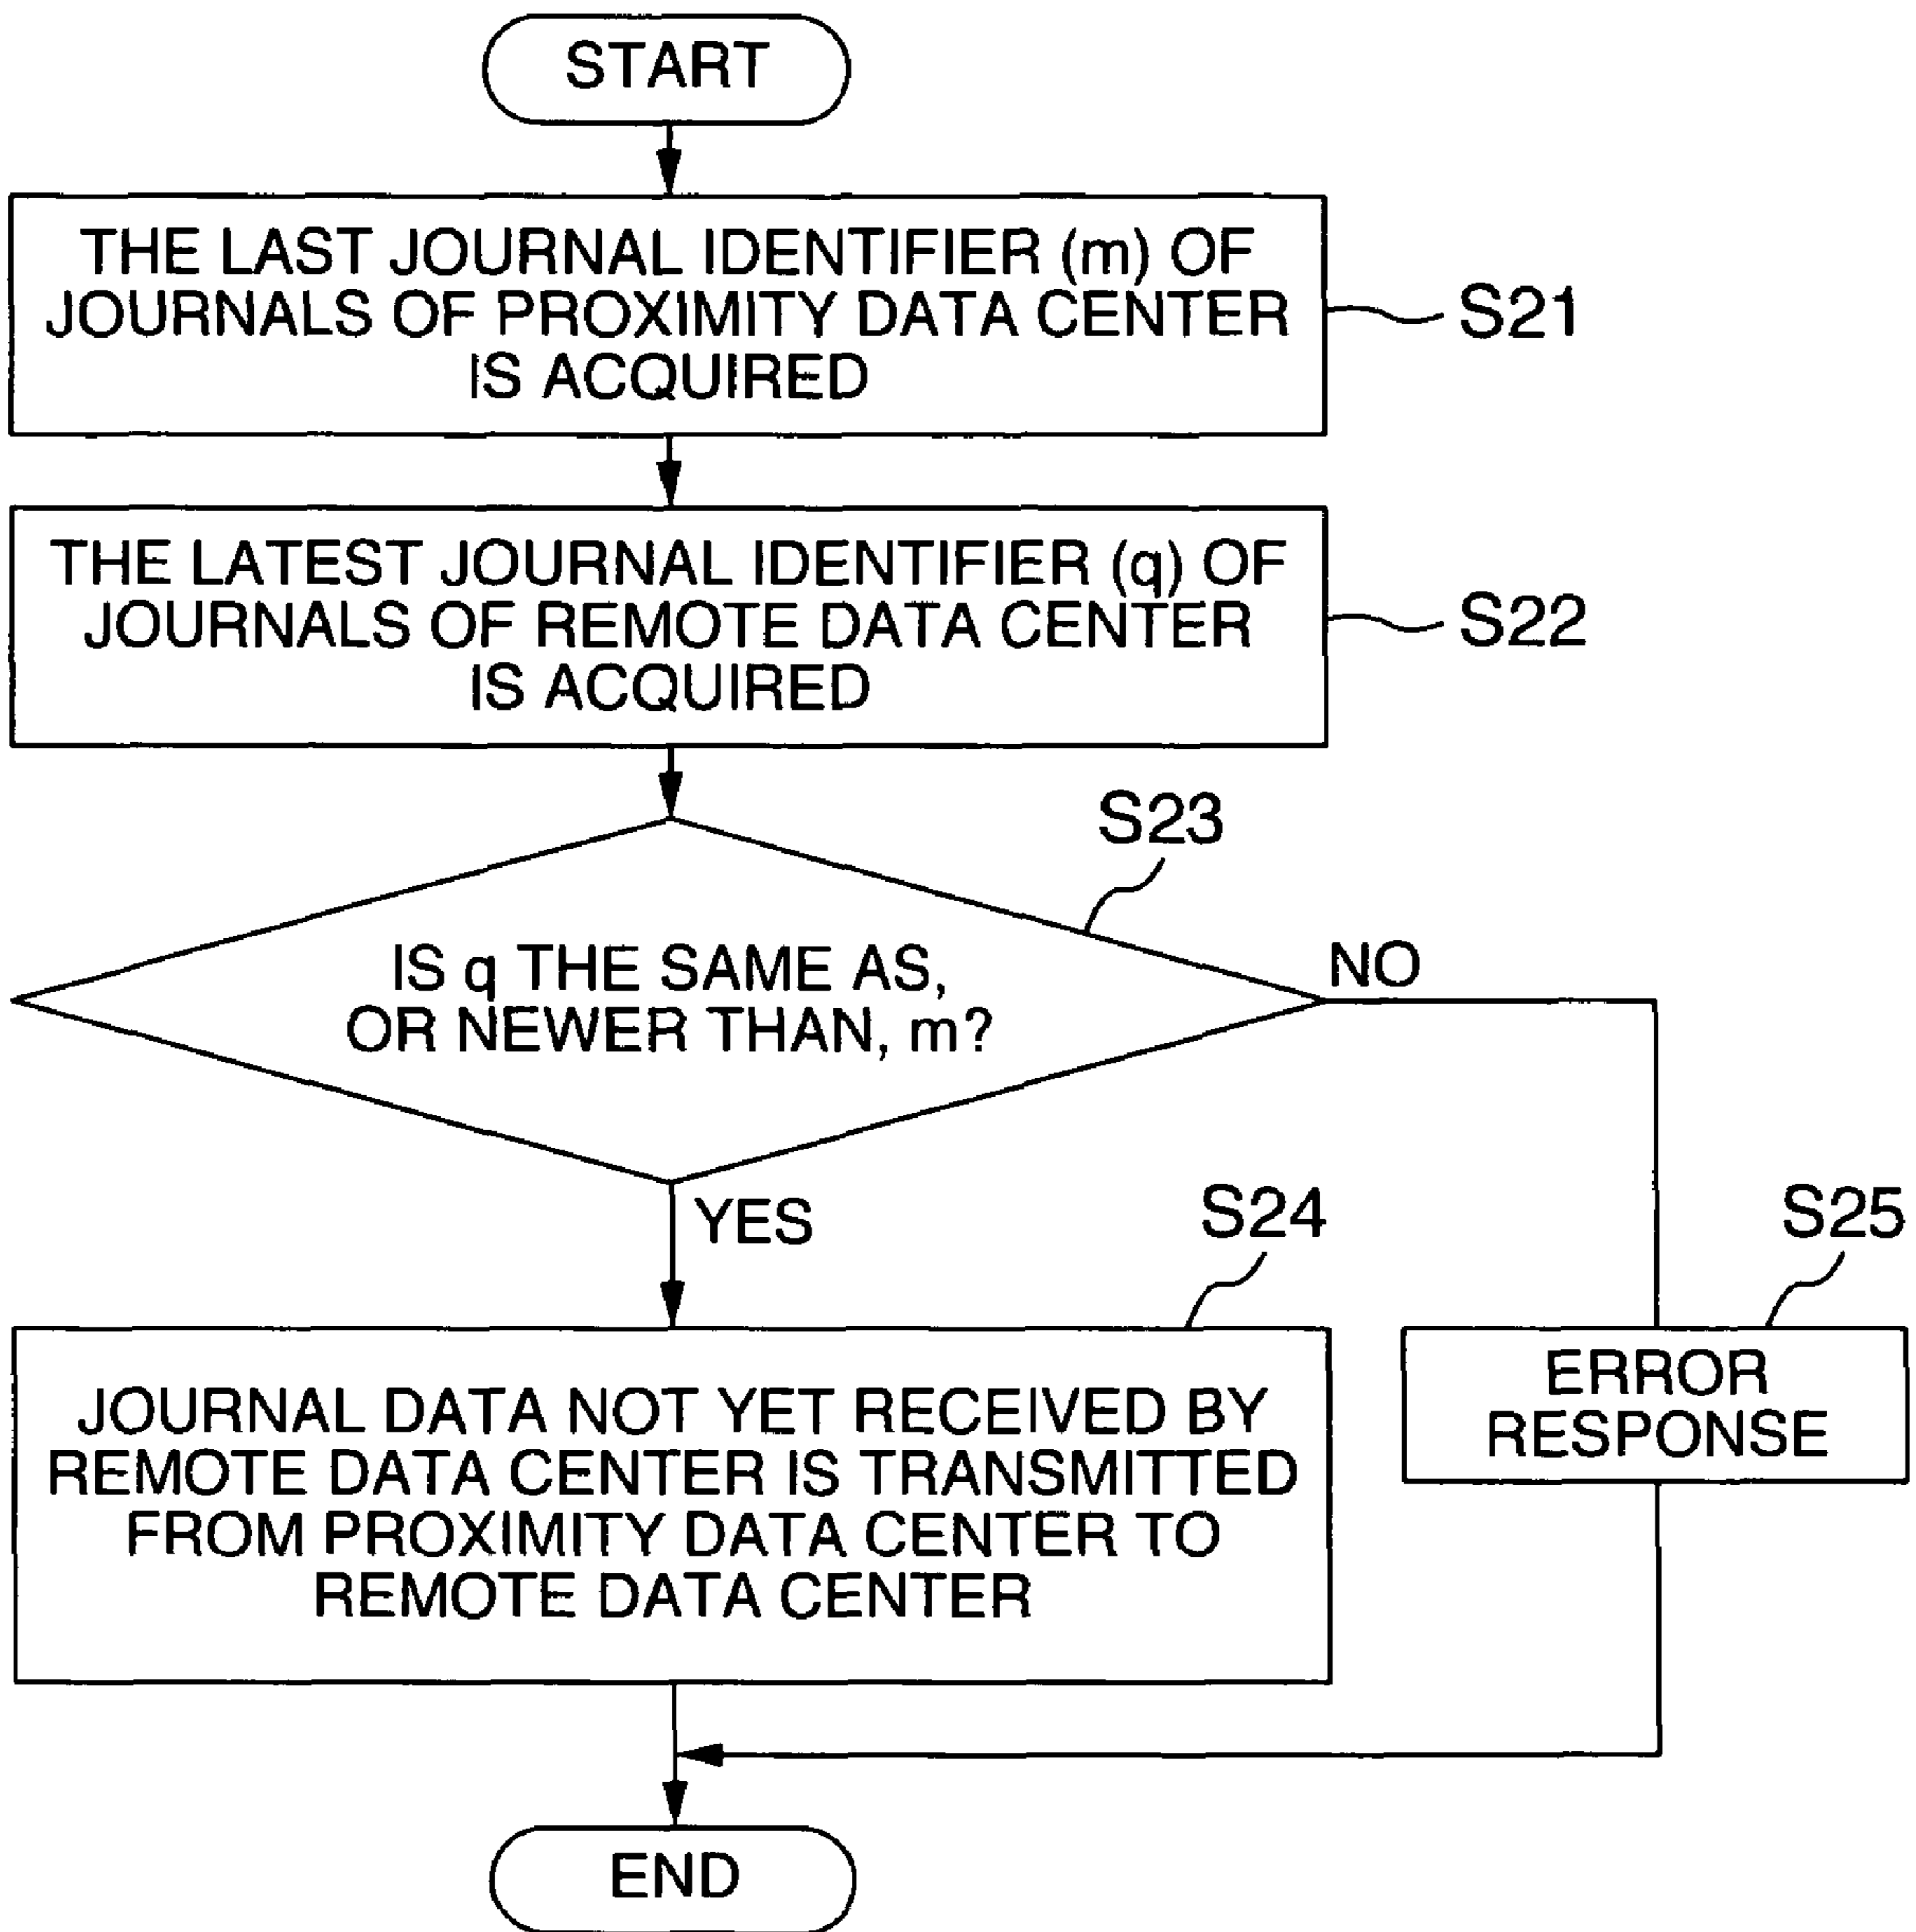 START
THE LAST JOURNAL IDENTIFIER (m) OF
JOURNALS OF PROXIMITY DATA CENTER
IS ACQUIRED
S21
THE LATEST JOURNAL IDENTIFIER (q) OF
JOURNALS OF REMOTE DATA CENTER
IS ACQUIRED
S22
S23
IS q THE SAME AS,
OR NEWER THAN, m?
NO
YES
S24
S25
JOURNAL DATA NOT YET RECEIVED BY
REMOTE DATA CENTER IS TRANSMITTED
FROM PROXIMITY DATA CENTER TO
REMOTE DATA CENTER
ERROR
RESPONSE
END